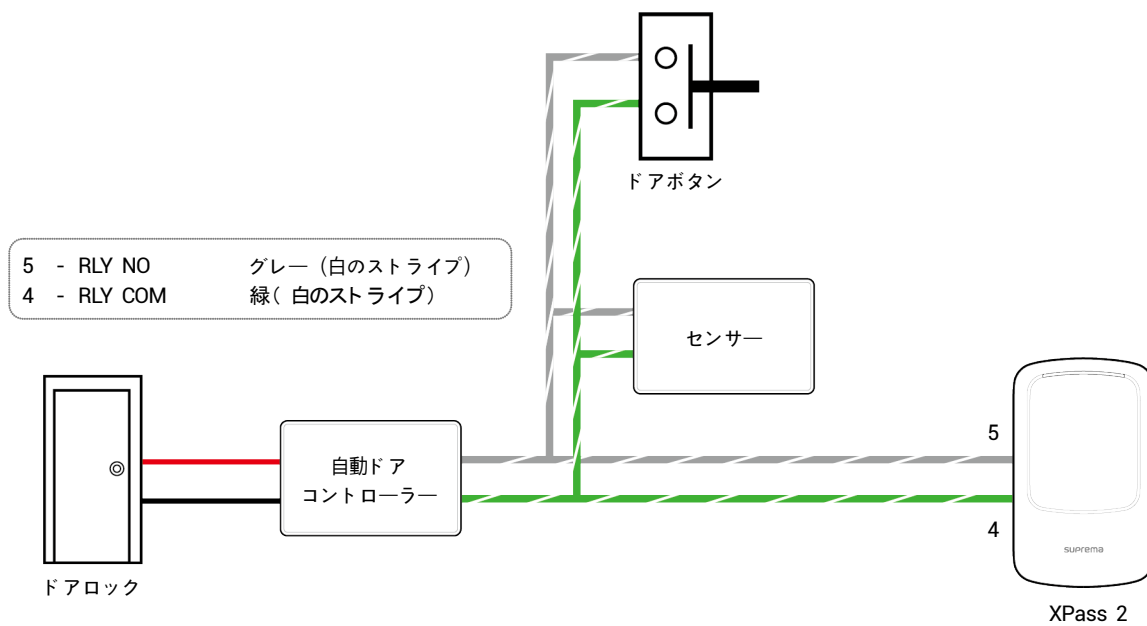 ドアボタン
5 - RLY NO グレー (白のストライプ)
4 - RLY COM 緑( 白のストライプ)
センサー
5
自動ドア
コントローラー
4
suprema
ドアロック
XPass 2